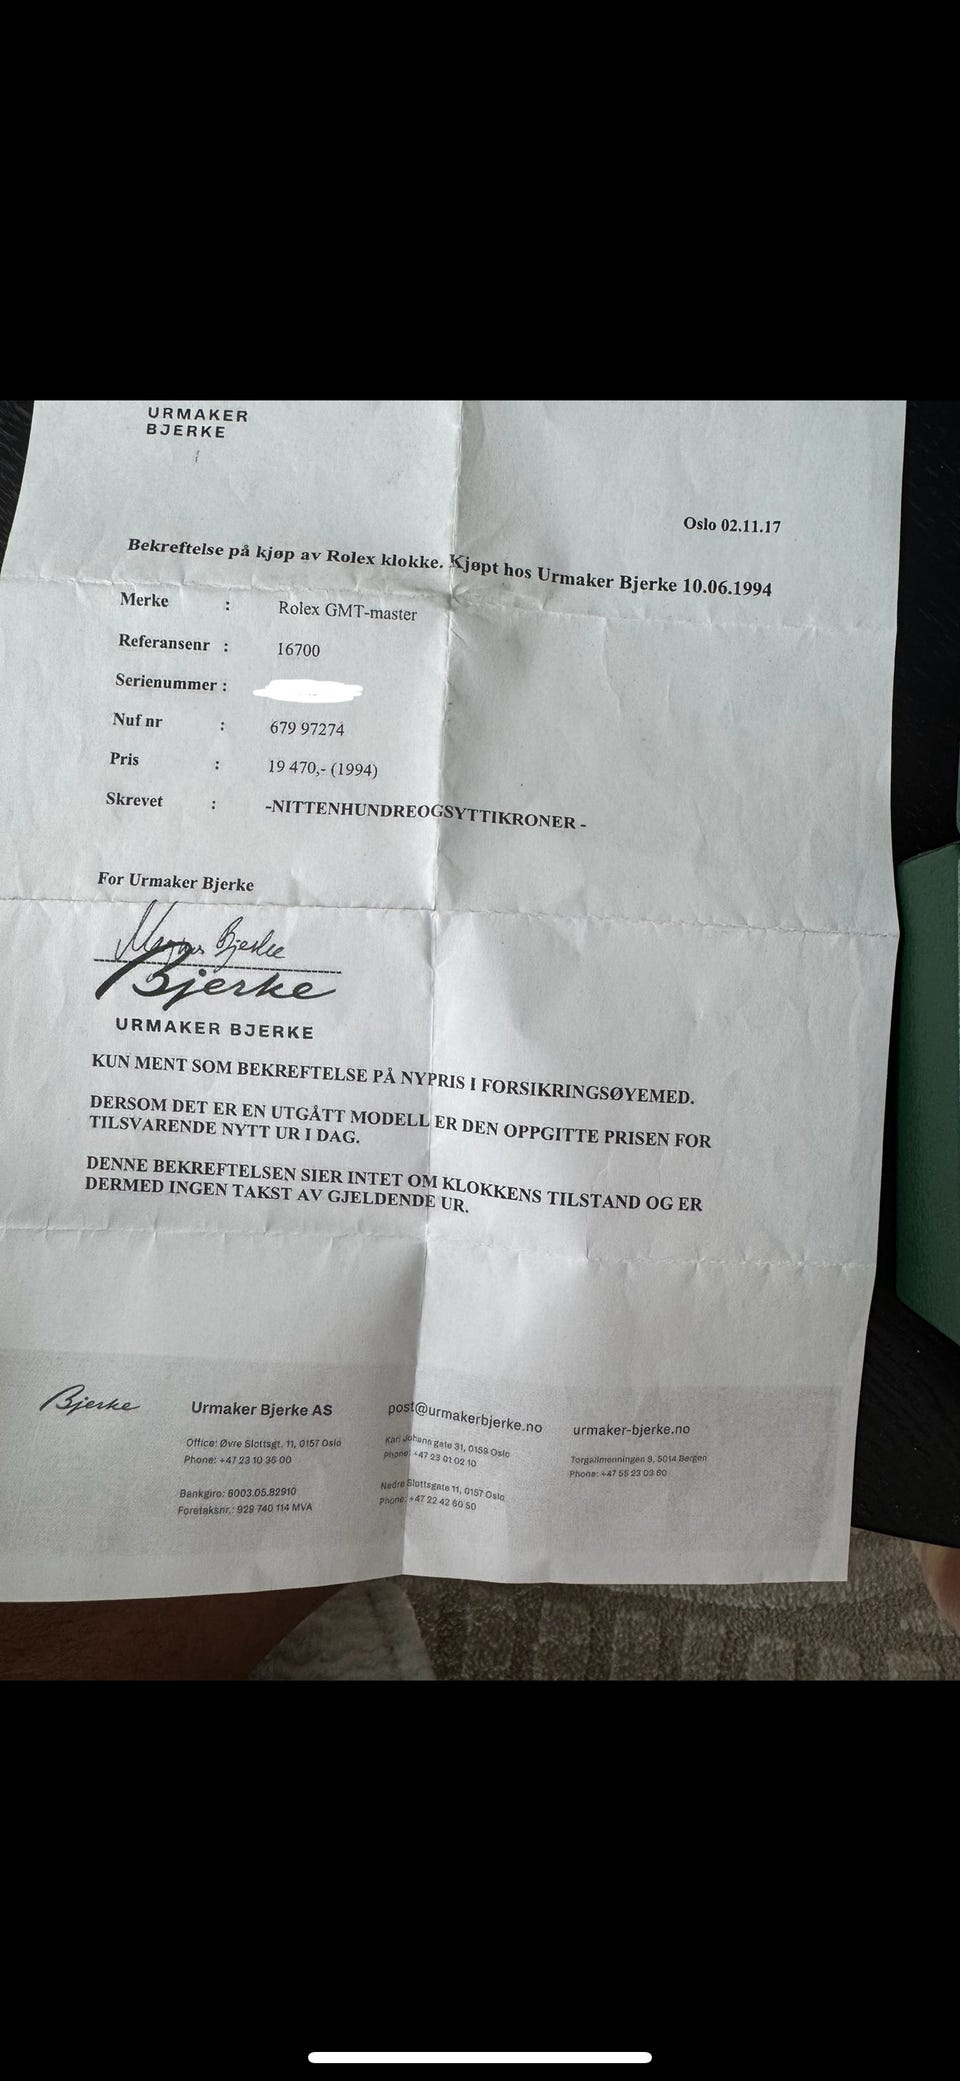 URMAKER
BJERKE
Oslo 02.11.17
Bekreftelse på kjøp av Rolex klokke. Kjøpt hos Urmaker Bjerke 10.06.1994
Merke : Rolex GMT-master
Referansenr : 16700
Serienummer :
Nuf nr : 679 97274
Pris : 19 470,- (1994)
Skrevet : -NITTENHUNDREOGSYTTIKRONER -
For Urmaker Bjerke
Bjerke
Bjerke
URMAKER BJERKE
KUN MENT SOM BEKREFTELSE PÅ NYPRIS I FORSIKRINGSØYEMED.
DERSOM DET ER EN UTGÅTT MODELL ER DEN OPPGITTE PRISEN FOR
TILSVARENDE NYTT UR I DAG.
DENNE BEKREFTELSEN SIER INTET OM KLOKKENS TILSTAND OG ER
DERMED INGEN TAKST AV GJELDENDE UR.
Bjerke
Urmaker Bjerke AS
Office: Øvre Slottsgt. 11, 0157 Oslo
Phone: +47 23 10 36 00
Bankgiro: 6003.05.82910
Foretaksnr.: 929 740 114 MVA
post@urmakerbjerke.no
Karl Johann gate 31, 0159 Oslo
Phone: +47 23 01 02 10
Nedre Slottsgate 11, 0157 Oslo
Phone: +47 22 42 60 50
urmaker-bjerke.no
Torgallmenningen 8, 5014 Bergen
Phone: +47 55 23 03 60